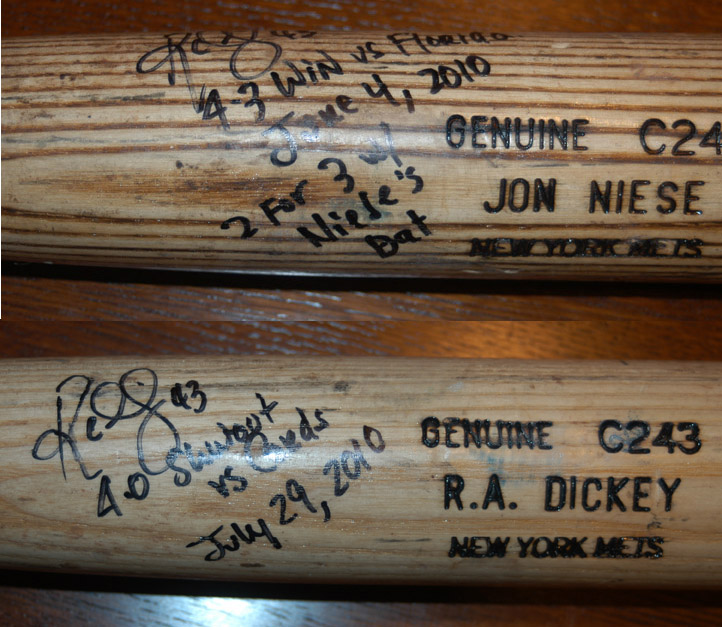 43
vs Florida
4-3 Win
June 4, 2010
2 For 3 w/
Niese's
Bat
GENUINE C24
JON NIESE
NEW YORK METS
43
4-0 Shutout
vs Cards
July 29, 2010
GENUINE C243
R.A. DICKEY
NEW YORK METS